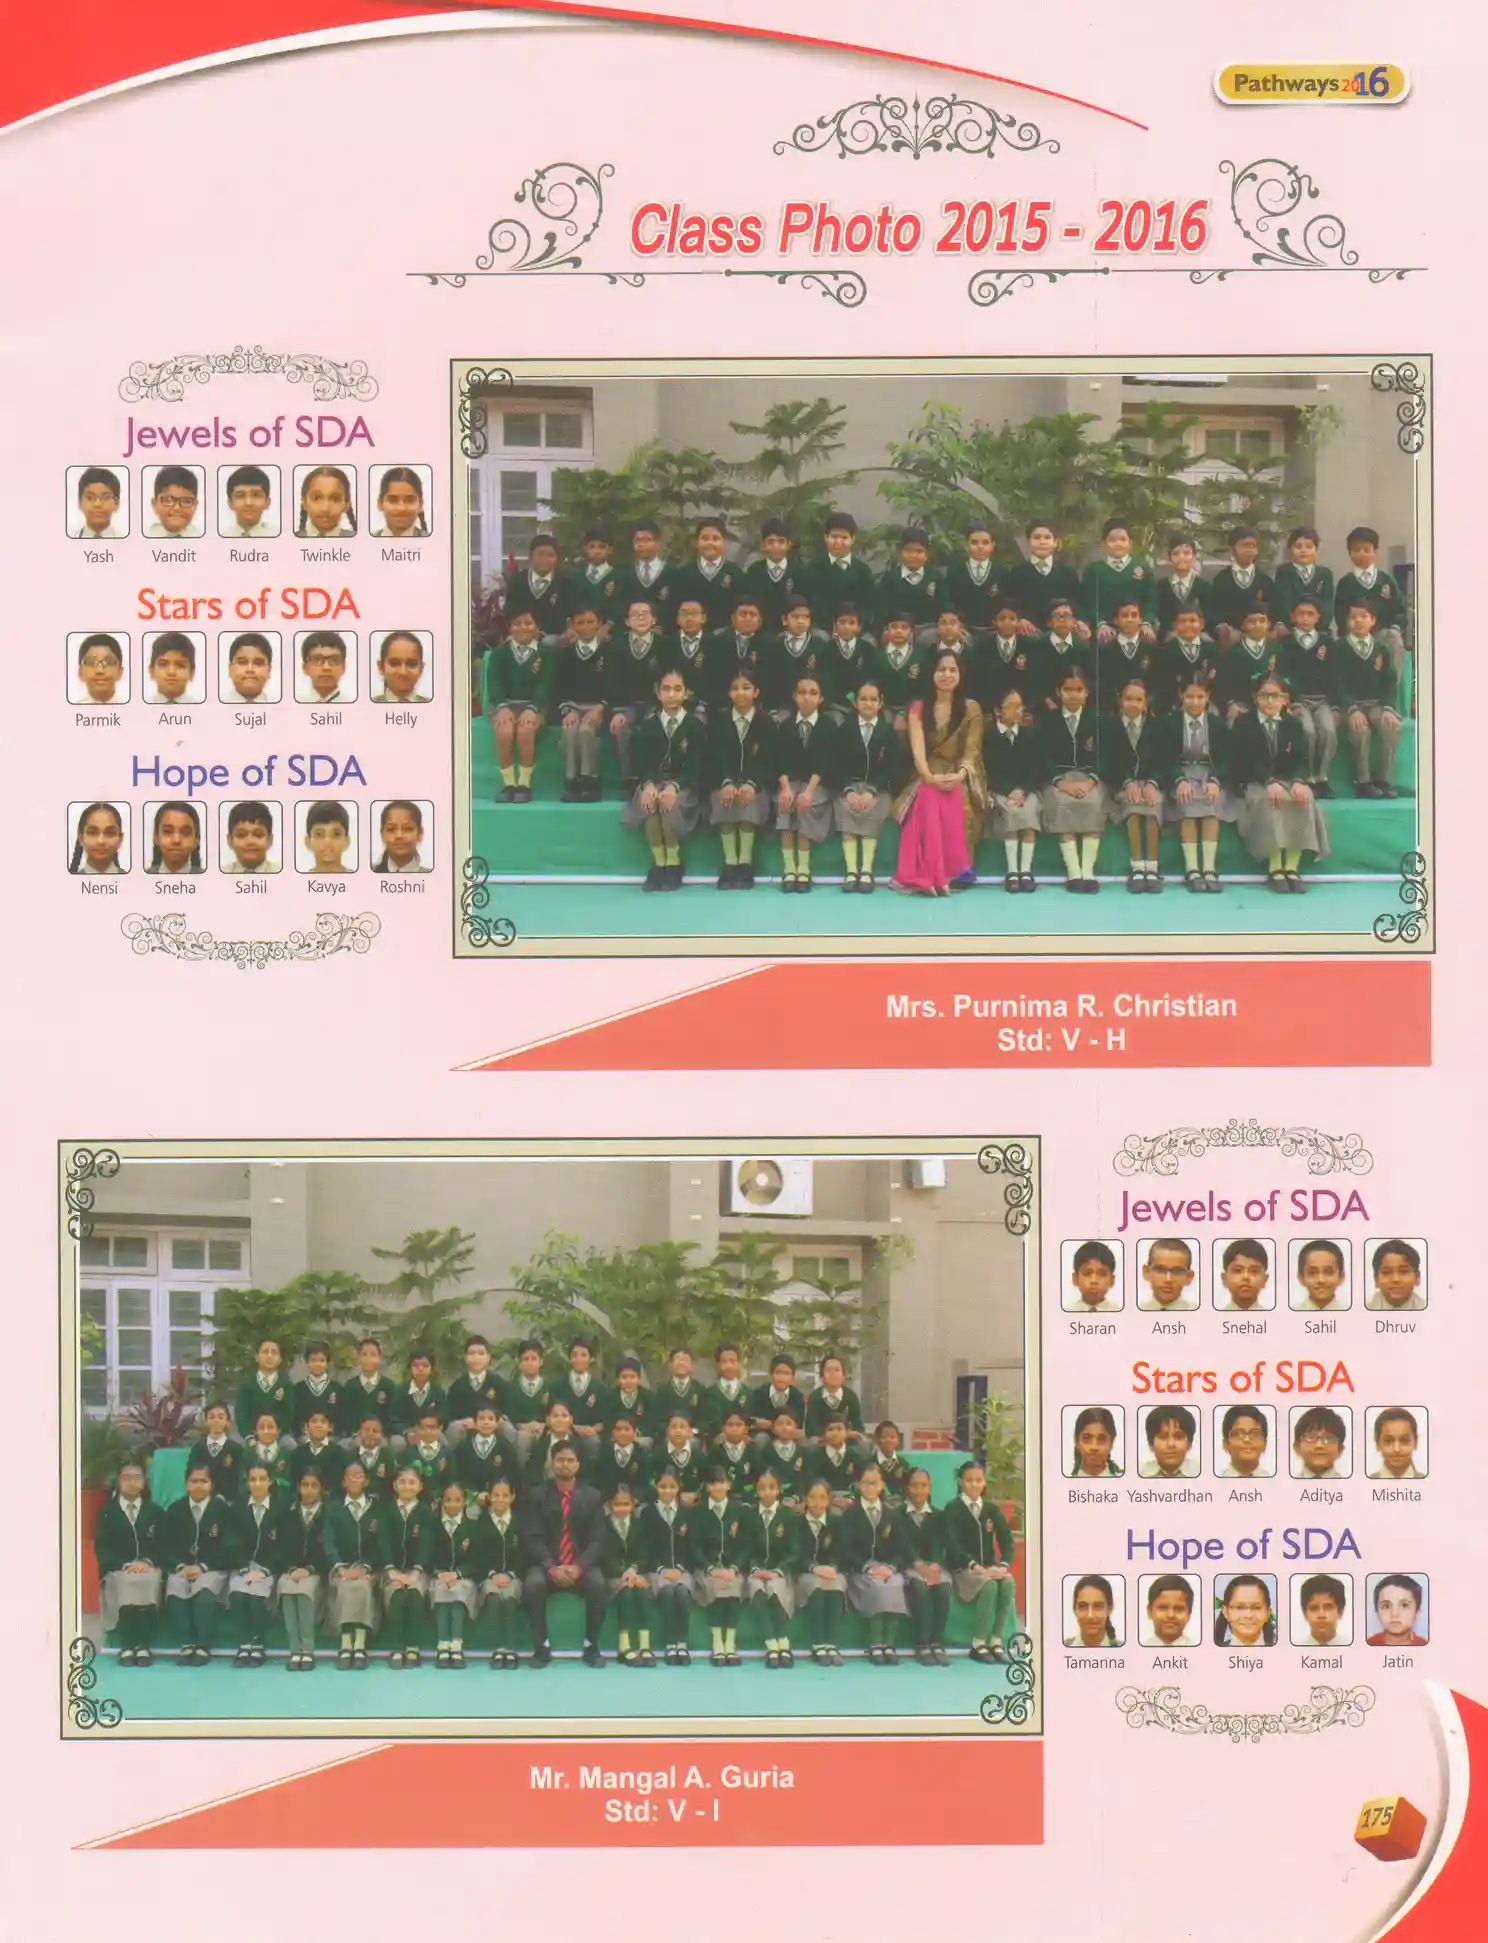 Pathways 2016
Class Photo 2015 - 2016
Jewels of SDA
Yash Vandit Rudra Twinkle Maitri
Stars of SDA
Parmik Arun Sujal Sahil Helly
Hope of SDA
Nensi Sneha Sahil Kavya Roshni
Mrs. Purnima R. Christian
Std: V - H
Jewels of SDA
Sharan Ansh Snehal Sahil Dhruv
Stars of SDA
Bishaka Yashvardhan Ansh Aditya Mishita
Hope of SDA
Tamanna Ankit Shiya Kamal Jatin
Mr. Mangal A. Guria
Std: V - I
175